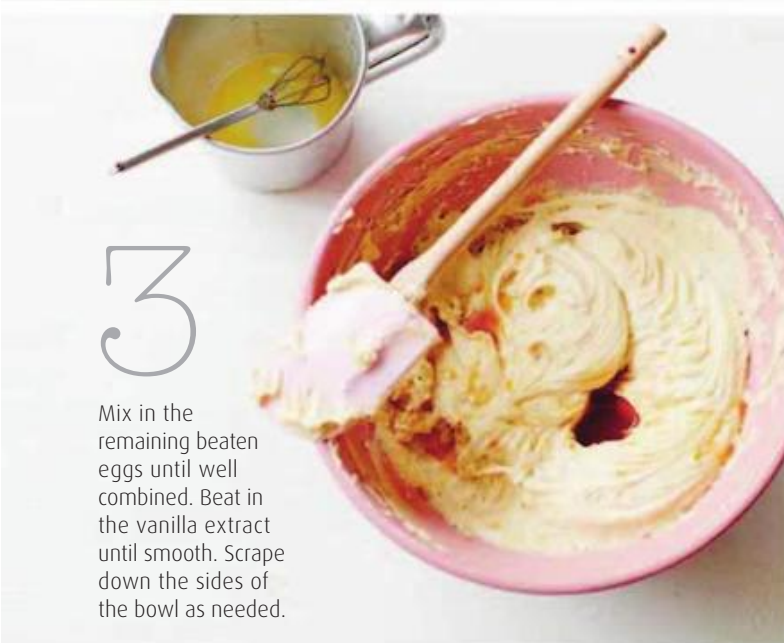 3
Mix in the
remaining beaten
eggs until well
combined. Beat in
the vanilla extract
until smooth. Scrape
down the sides of
the bowl as needed.